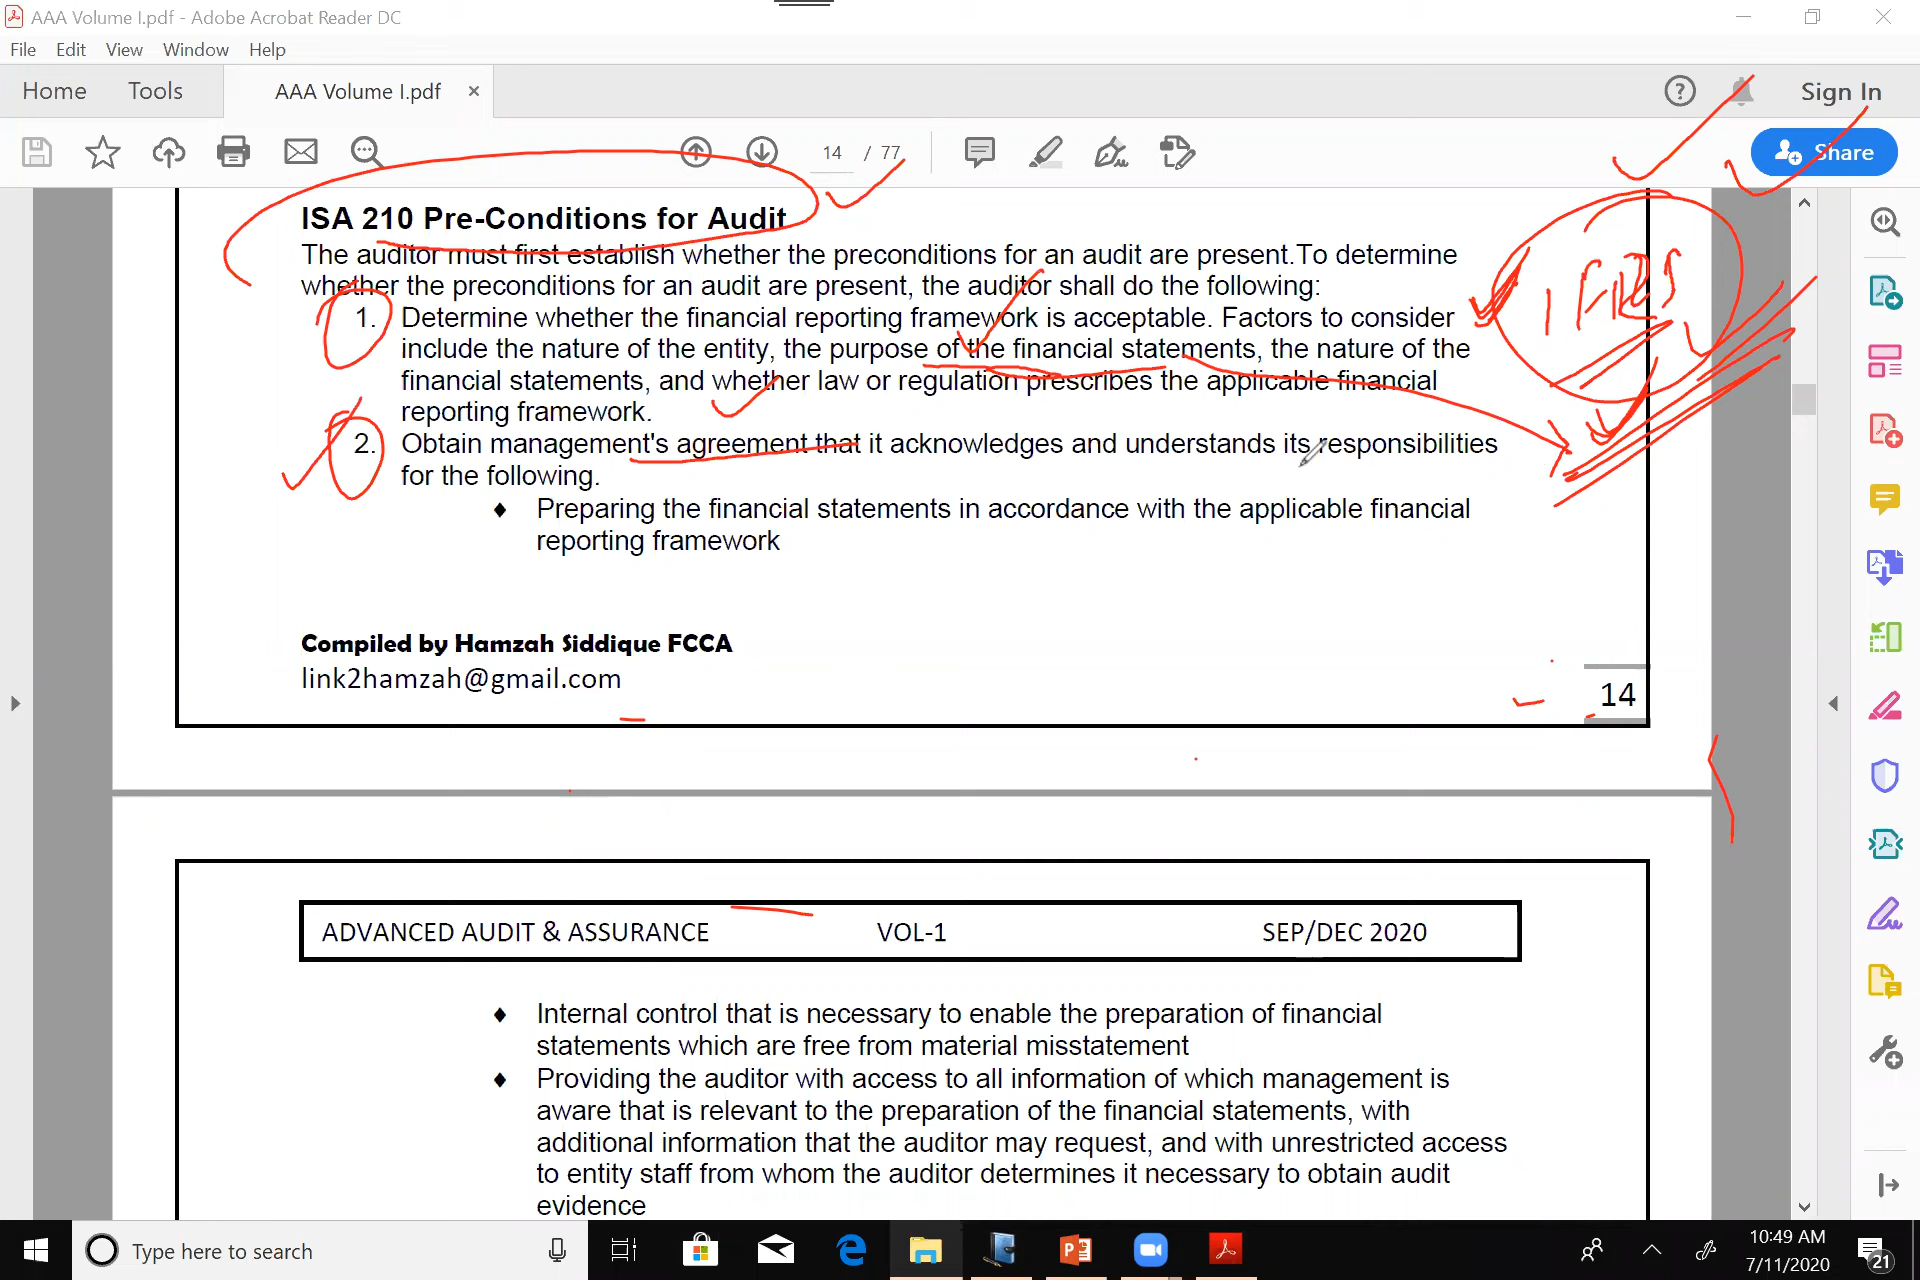 AAA Volume I.pdf - Adobe Acrobat Reader DC
File Edit View Window Help
Home Tools AAA Volume I.pdf × Sign In
14 / 77 Share
ISA 210 Pre-Conditions for Audit
The auditor must first establish whether the preconditions for an audit are present.To determine
whether the preconditions for an audit are present, the auditor shall do the following:
1. Determine whether the financial reporting framework is acceptable. Factors to consider
include the nature of the entity, the purpose of the financial statements, the nature of the
financial statements, and whether law or regulation prescribes the applicable financial
reporting framework.
IFRS
2. Obtain management's agreement that it acknowledges and understands its responsibilities
for the following.
♦ Preparing the financial statements in accordance with the applicable financial
reporting framework
Compiled by Hamzah Siddique FCCA
link2hamzah@gmail.com
14
ADVANCED AUDIT & ASSURANCE VOL-1 SEP/DEC 2020
♦ Internal control that is necessary to enable the preparation of financial
statements which are free from material misstatement
♦ Providing the auditor with access to all information of which management is
aware that is relevant to the preparation of the financial statements, with
additional information that the auditor may request, and with unrestricted access
to entity staff from whom the auditor determines it necessary to obtain audit
evidence
Type here to search
10:49 AM
7/11/2020
21